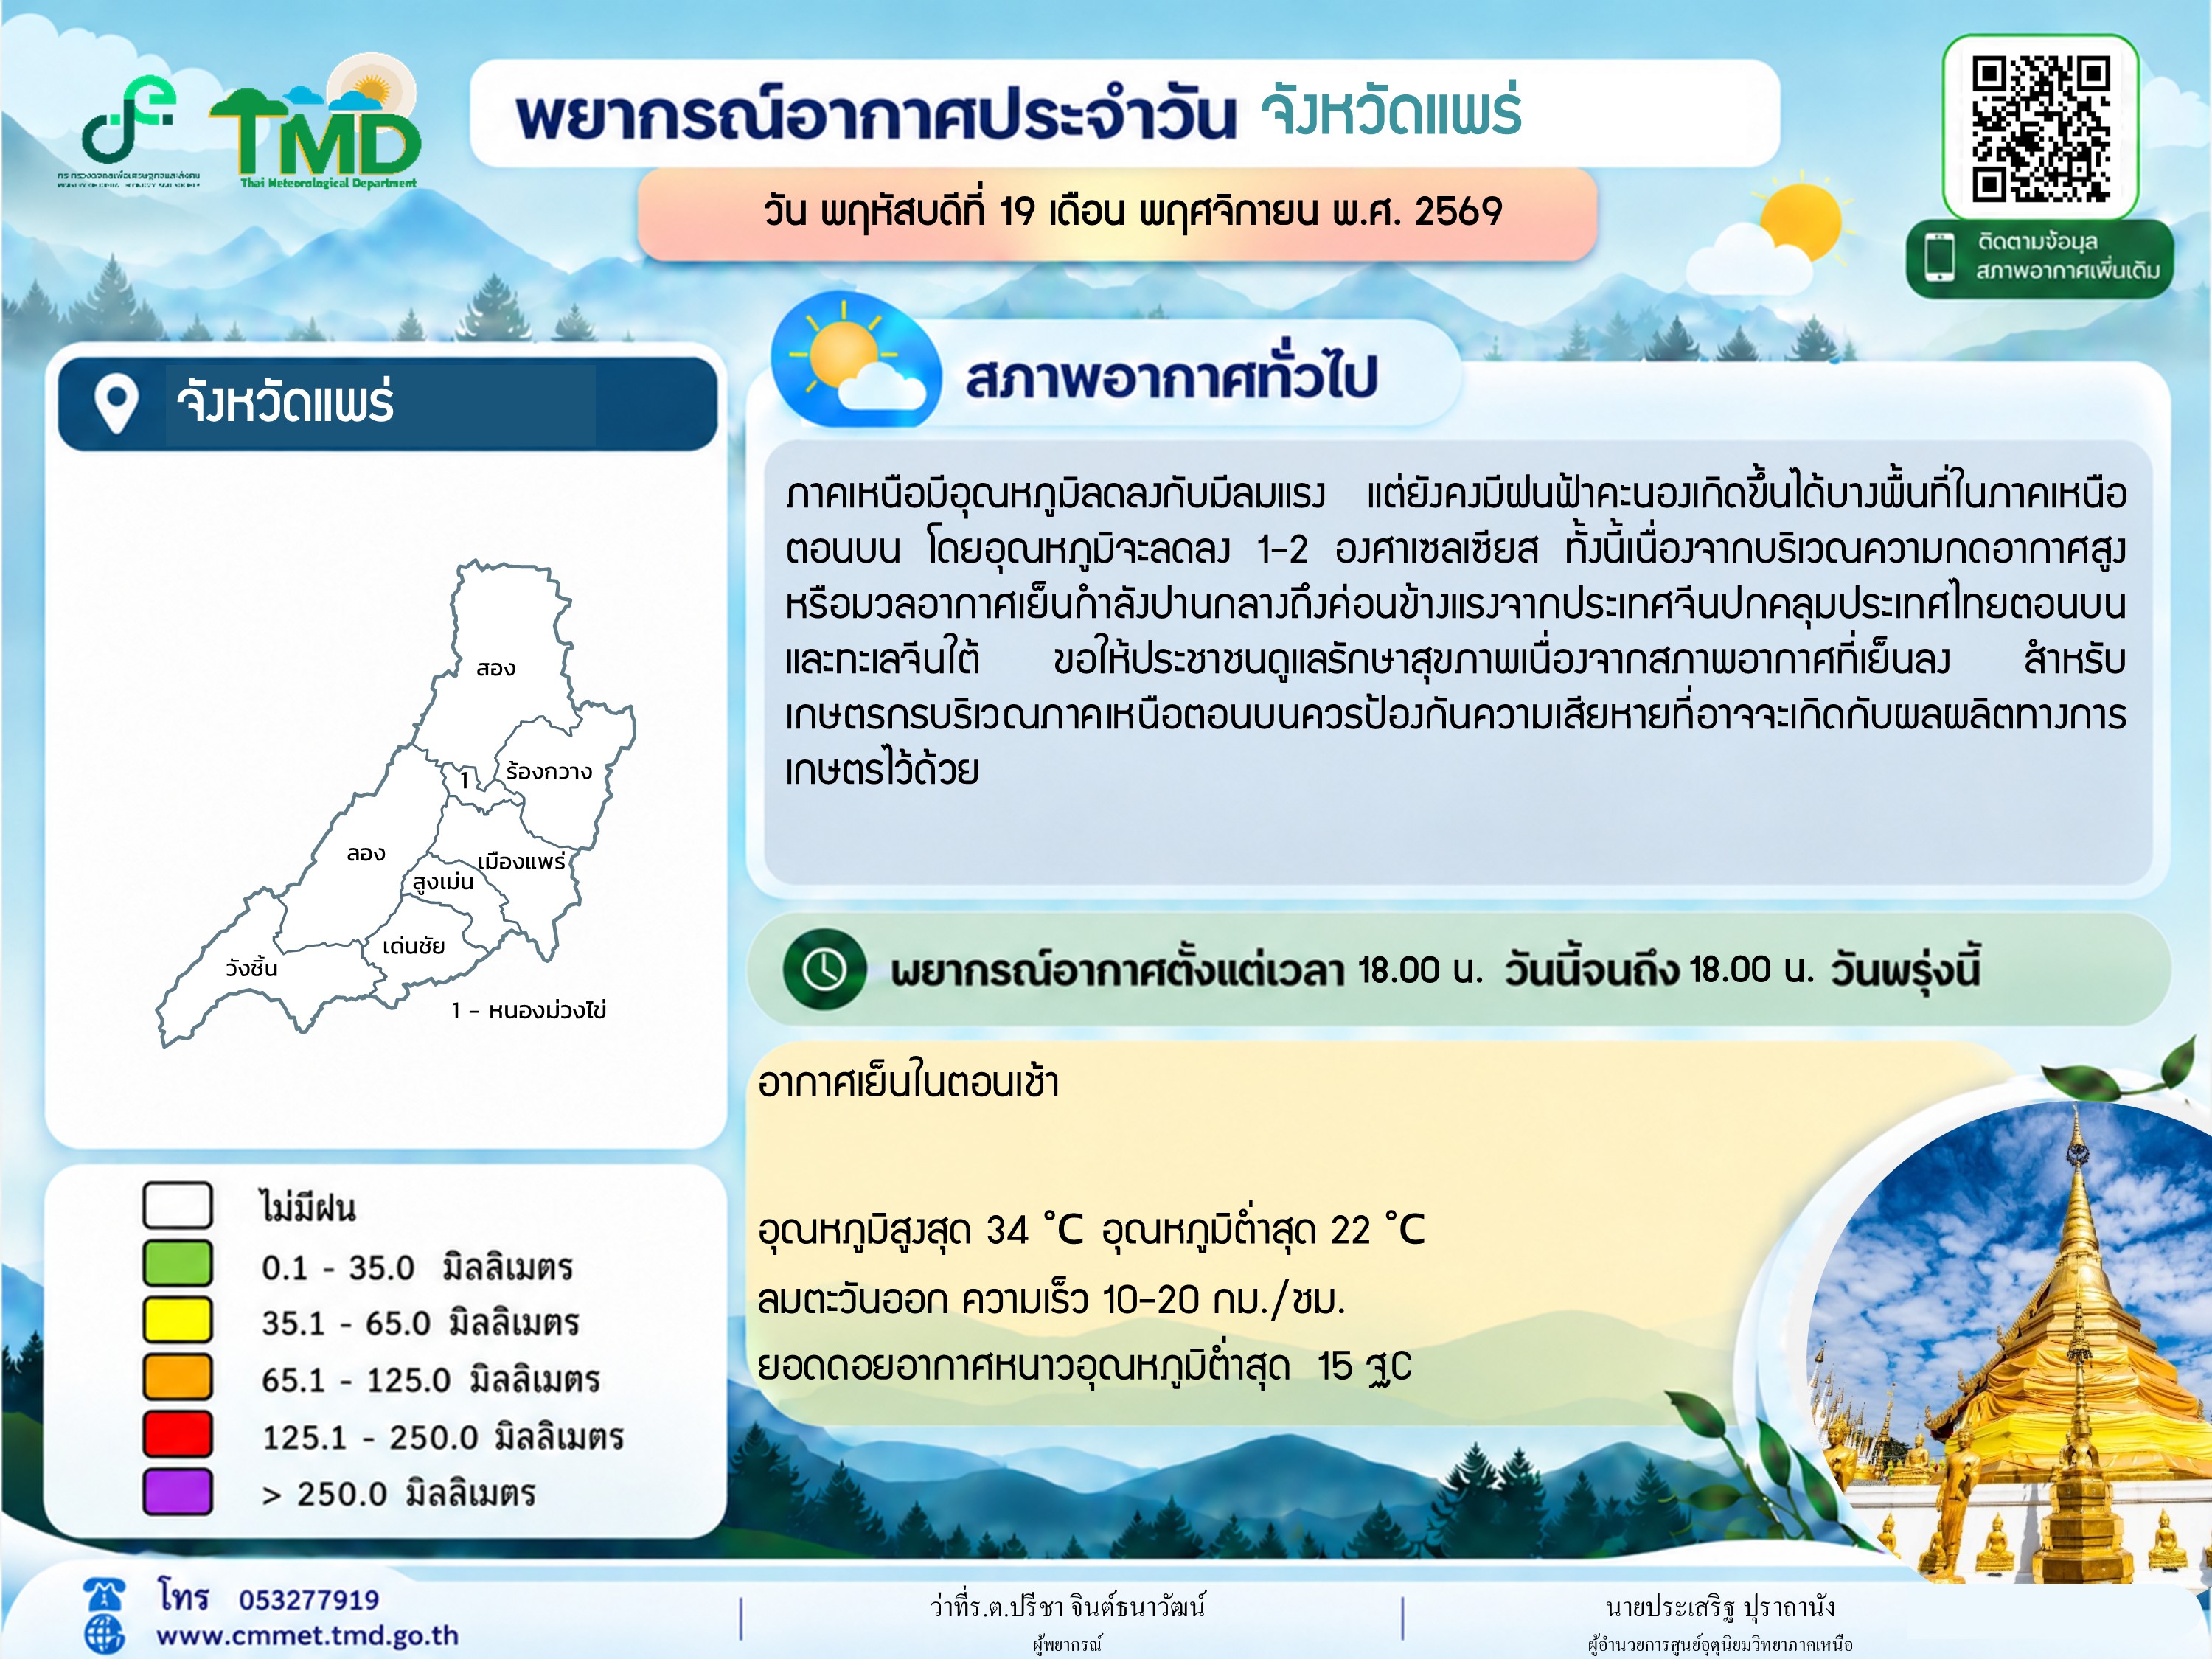 TMD
Thai Meteorological Department
พยากรณ์อากาศประจำวัน จังหวัดแพร่
วัน พฤหัสบดีที่ 19 เดือน พฤศจิกายน พ.ศ. 2569
ติดตามข้อมูล
สภาพอากาศเพิ่มเติม
จังหวัดแพร่
สอง
ร้องกวาง
1
ลอง
เมืองแพร่
สูงเม่น
เด่นชัย
วังชิ้น
1 - หนองม่วงไข่
ไม่มีฝน
0.1 - 35.0 มิลลิเมตร
35.1 - 65.0 มิลลิเมตร
65.1 - 125.0 มิลลิเมตร
125.1 - 250.0 มิลลิเมตร
> 250.0 มิลลิเมตร
สภาพอากาศทั่วไป
ภาคเหนือมีอุณหภูมิลดลงกับมีลมแรง แต่ยังคงมีฝนฟ้าคะนองเกิดขึ้นได้บางพื้นที่ในภาคเหนือ
ตอนบน โดยอุณหภูมิจะลดลง 1-2 องศาเซลเซียส ทั้งนี้เนื่องจากบริเวณความกดอากาศสูง
หรือมวลอากาศเย็นกำลังปานกลางถึงค่อนข้างแรงจากประเทศจีนปกคลุมประเทศไทยตอนบน
และทะเลจีนใต้ ขอให้ประชาชนดูแลรักษาสุขภาพเนื่องจากสภาพอากาศที่เย็นลง สำหรับ
เกษตรกรบริเวณภาคเหนือตอนบนควรป้องกันความเสียหายที่อาจจะเกิดกับผลผลิตทางการ
เกษตรไว้ด้วย
พยากรณ์อากาศตั้งแต่เวลา 18.00 น. วันนี้จนถึง 18.00 น. วันพรุ่งนี้
อากาศเย็นในตอนเช้า
อุณหภูมิสูงสุด 34 °C อุณหภูมิต่ำสุด 22 °C
ลมตะวันออก ความเร็ว 10-20 กม./ชม.
ยอดดอยอากาศหนาวอุณหภูมิต่ำสุด 15 ฐC
โทร 053277919
www.cmmet.tmd.go.th
ว่าที่ร.ต.ปรีชา จินต์ธนาวัฒน์
ผู้พยากรณ์
นายประเสริฐ ปุราถานัง
ผู้อำนวยการศูนย์อุตุนิยมวิทยาภาคเหนือ